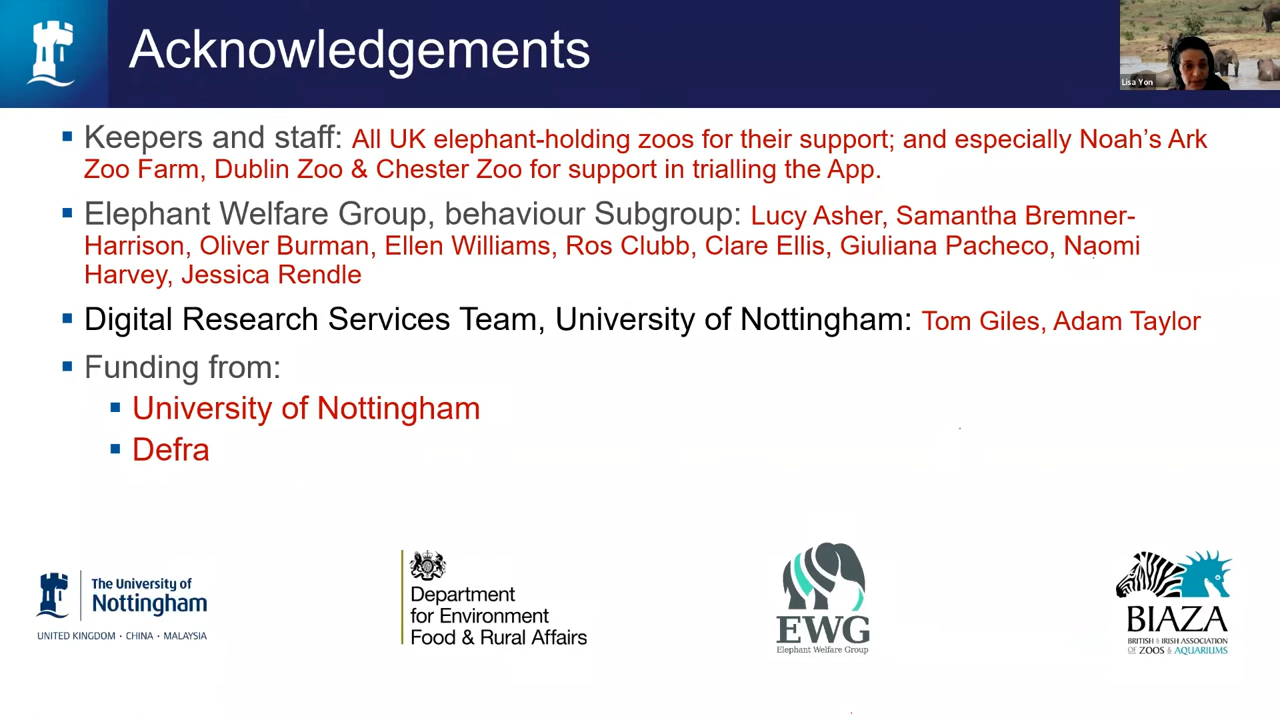 Acknowledgements
Lisa Yon
Keepers and staff: All UK elephant-holding zoos for their support; and especially Noah's Ark
Zoo Farm, Dublin Zoo & Chester Zoo for support in trialling the App.
Elephant Welfare Group, behaviour Subgroup: Lucy Asher, Samantha Bremner-
Harrison, Oliver Burman, Ellen Williams, Ros Clubb, Clare Ellis, Giuliana Pacheco, Naomi
Harvey, Jessica Rendle
Digital Research Services Team, University of Nottingham: Tom Giles, Adam Taylor
Funding from:
University of Nottingham
Defra
The University of
Nottingham
UNITED KINGDOM · CHINA · MALAYSIA
Department
for Environment
Food & Rural Affairs
EWG
Elephant Welfare Group
BIAZA
BRITISH & IRISH ASSOCIATION
OF ZOOS & AQUARIUMS